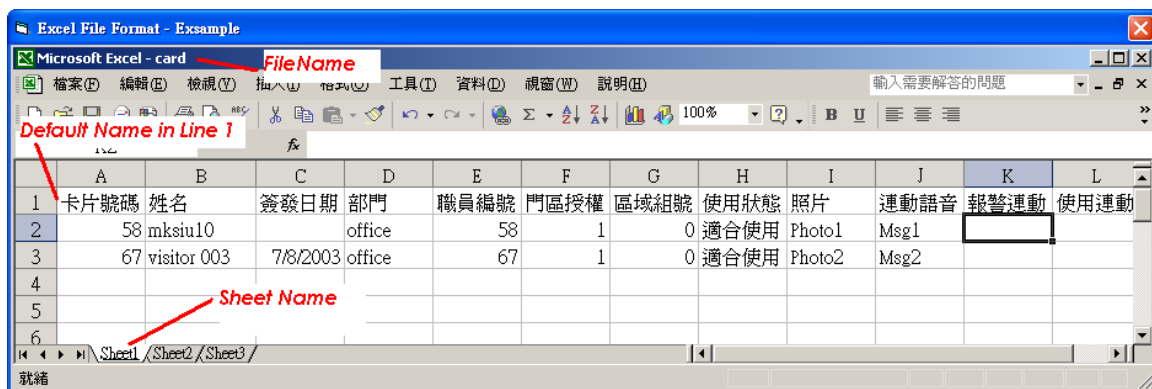 Excel File Format - Exsample
Microsoft Excel - card
FileName
檔案(F) 編輯(E) 檢視(V) 工具(T) 資料(D) 視窗(W) 說明(H) 輸入需要解答的問題
100% B U
Default Name in Line 1
fx
A B C D E F G H I J K L
1 卡片號碼 姓名 簽發日期 部門 職員編號 門區授權 區域組號 使用狀態 照片 連動語音 報警連動 使用連動
2 58 mksiu10 office 58 1 0 適合使用 Photo1 Msg1
3 67 visitor 003 7/8/2003 office 67 1 0 適合使用 Photo2 Msg2
4
5
Sheet Name
6
Sheet1 Sheet2 Sheet3
就緒